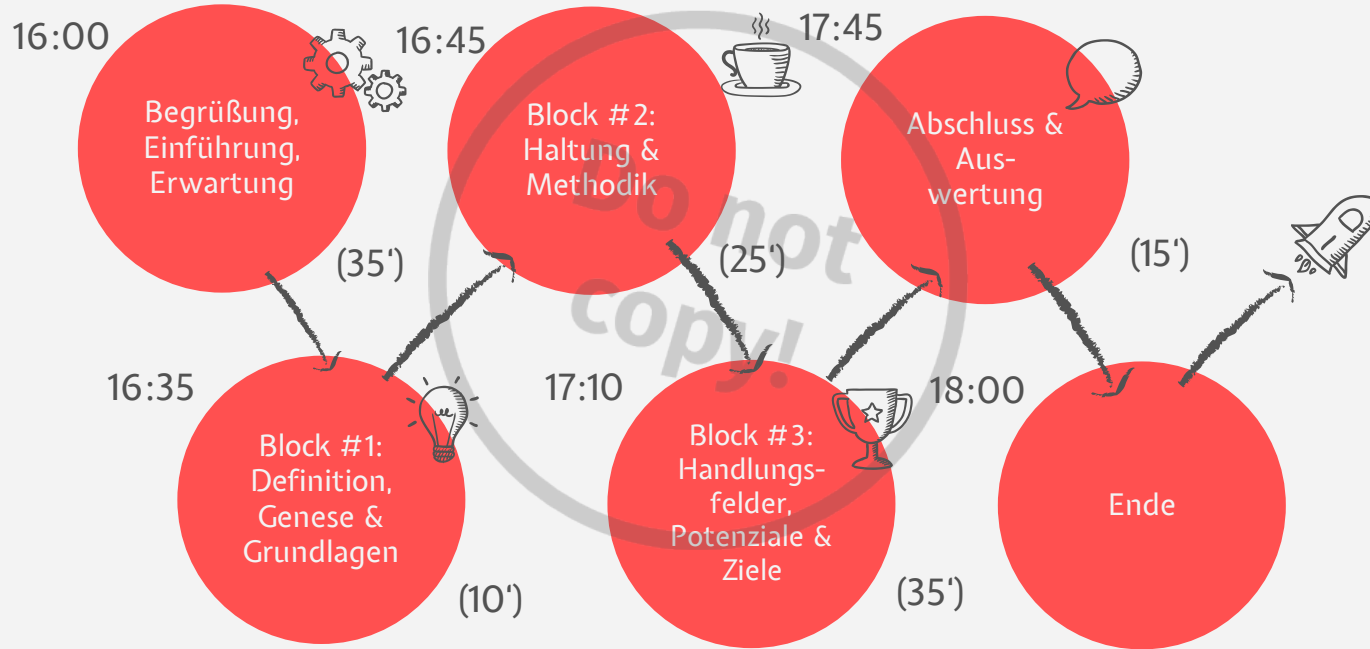 16:00
Begrüßung,
Einführung,
Erwartung
(35‘)
16:35
Block #1:
Definition,
Genese &
Grundlagen
(10‘)
16:45
Block #2:
Haltung &
Methodik
(25‘)
17:10
Block #3:
Handlungs-
felder,
Potenziale &
Ziele
(35‘)
17:45
Abschluss &
Aus-
wertung
(15‘)
18:00
Ende
Do not
copy!